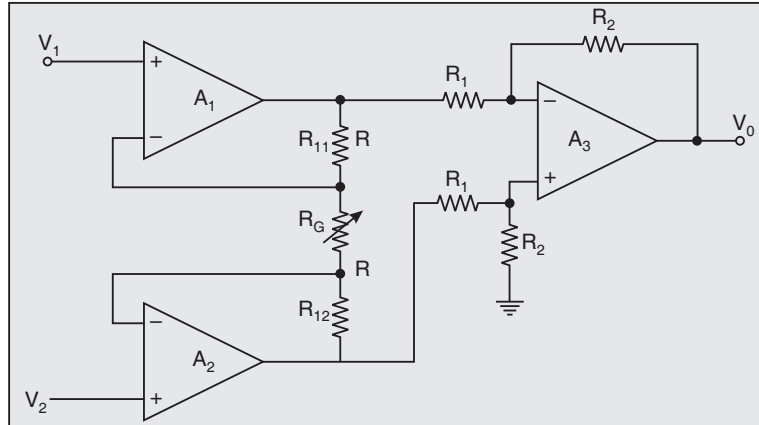 V1
+
A1
−
R11 R
RG
R
R12
−
A2
+
V2
R1
R2
−
A3
+
V0
R1
R2